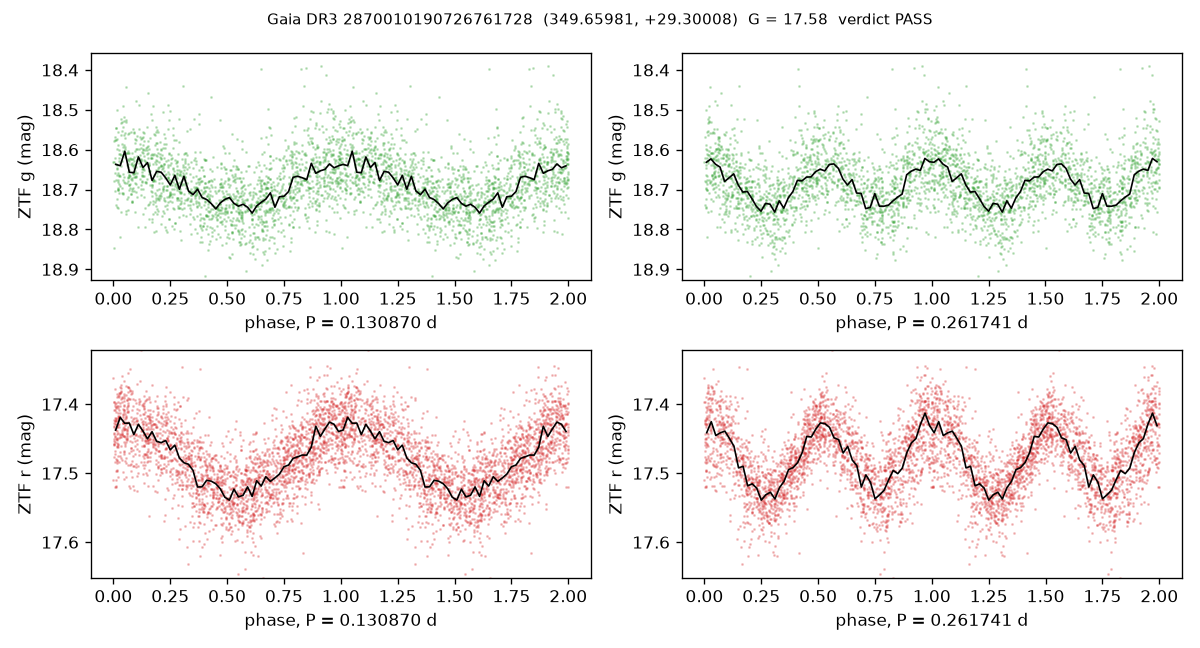 Gaia DR3 2870010190726761728 (349.65981, +29.30008) G = 17.58 verdict PASS
ZTF g (mag)
18.4
18.5
18.6
18.7
18.8
18.9
0.00 0.25 0.50 0.75 1.00 1.25 1.50 1.75 2.00
phase, P = 0.130870 d
ZTF g (mag)
18.4
18.5
18.6
18.7
18.8
18.9
0.00 0.25 0.50 0.75 1.00 1.25 1.50 1.75 2.00
phase, P = 0.261741 d
ZTF r (mag)
17.4
17.5
17.6
0.00 0.25 0.50 0.75 1.00 1.25 1.50 1.75 2.00
phase, P = 0.130870 d
ZTF r (mag)
17.4
17.5
17.6
0.00 0.25 0.50 0.75 1.00 1.25 1.50 1.75 2.00
phase, P = 0.261741 d